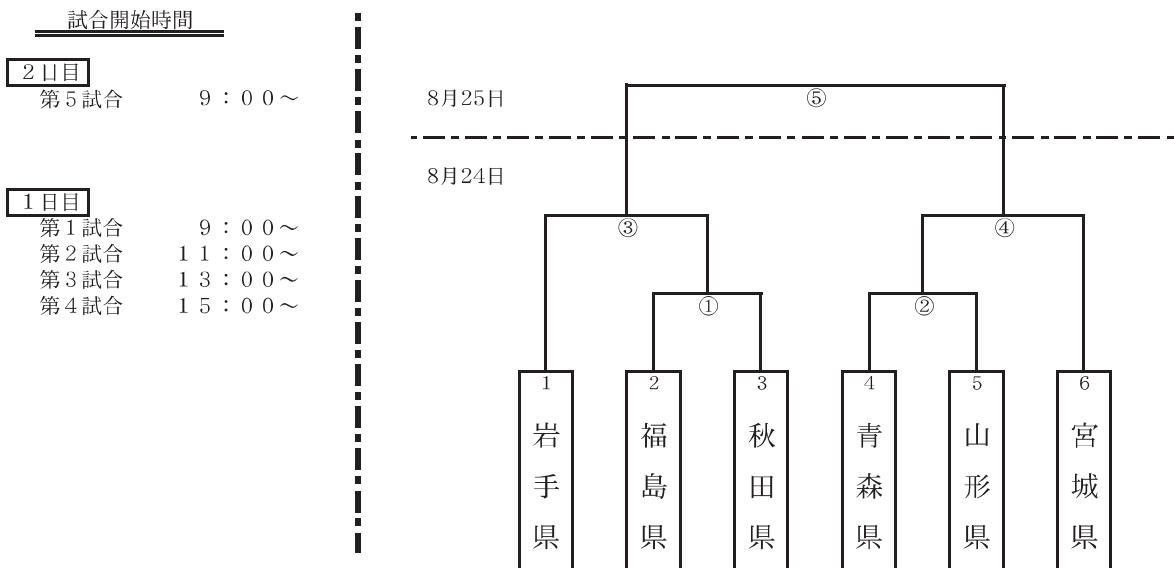 試合開始時間
2日目
第5試合 9:00~
1日目
第1試合 9:00~
第2試合 11:00~
第3試合 13:00~
第4試合 15:00~
8月25日
⑤
8月24日
③ ④
① ②
1 2 3 4 5 6
岩手県
福島県
秋田県
青森県
山形県
宮城県